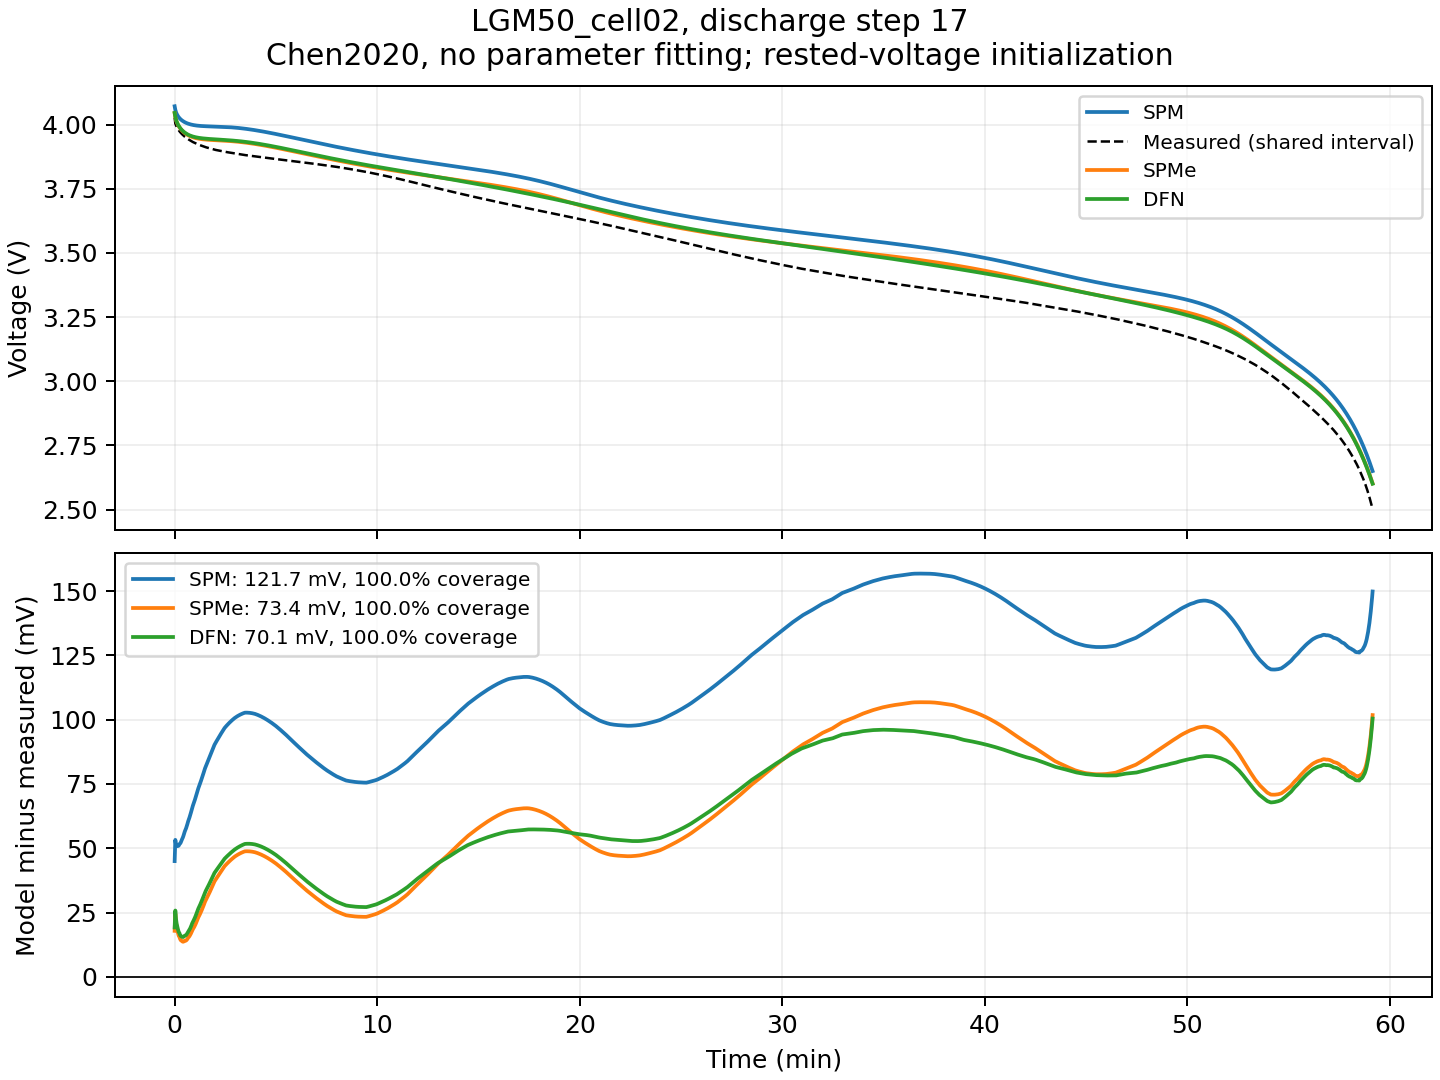 LGM50_cell02, discharge step 17
Chen2020, no parameter fitting; rested-voltage initialization
Voltage (V)
4.00
3.75
3.50
3.25
3.00
2.75
2.50
SPM
Measured (shared interval)
SPMe
DFN
Model minus measured (mV)
150
125
100
75
50
25
0
SPM: 121.7 mV, 100.0% coverage
SPMe: 73.4 mV, 100.0% coverage
DFN: 70.1 mV, 100.0% coverage
0 10 20 30 40 50 60
Time (min)